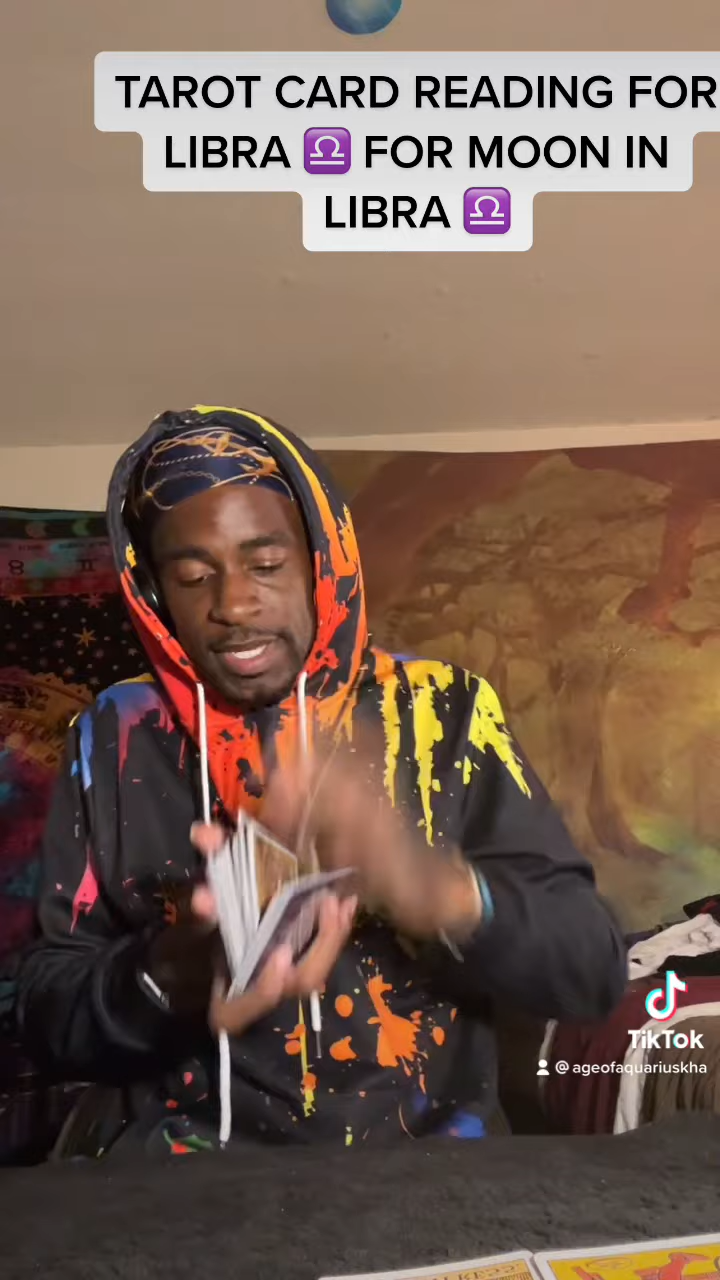 TAROT CARD READING FOR
LIBRA ♎ FOR MOON IN
LIBRA ♎
TikTok
@ageofaquariuskha